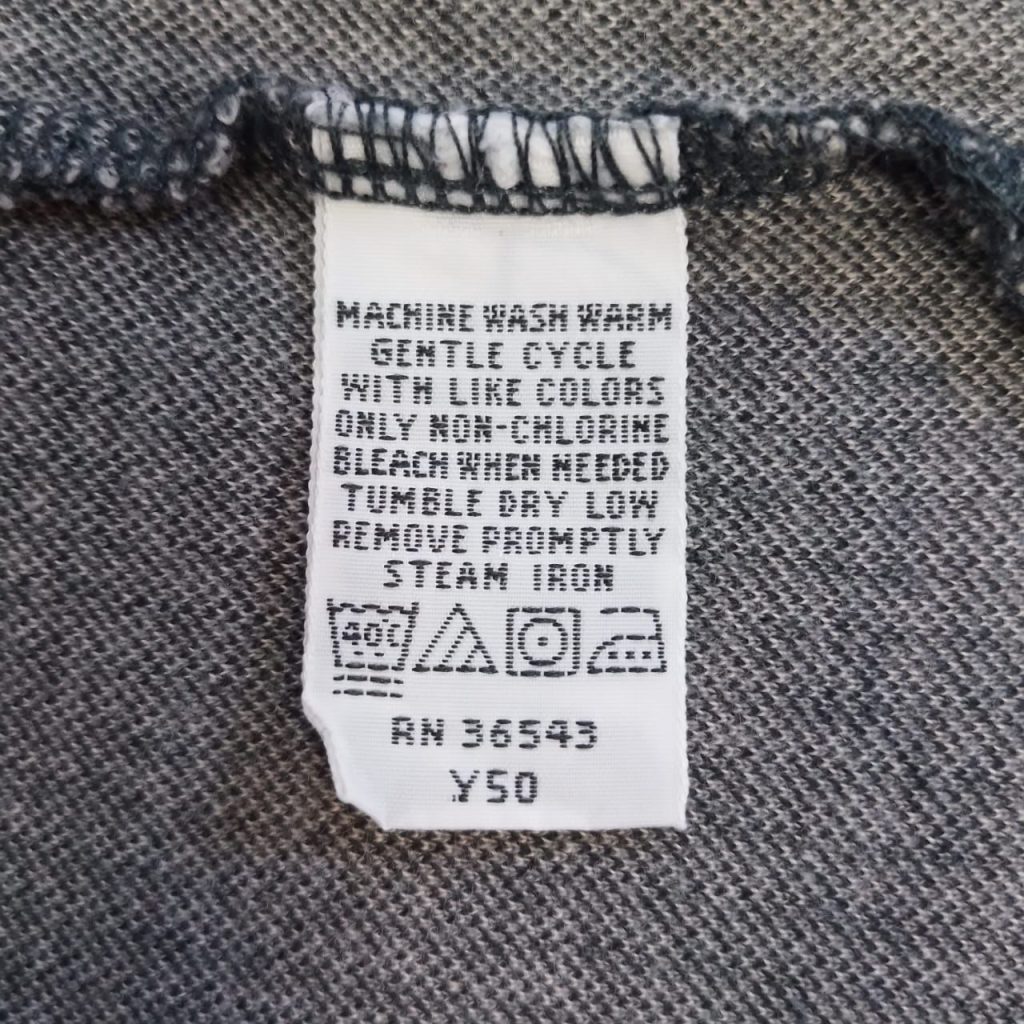 MACHINE WASH WARM
GENTLE CYCLE
WITH LIKE COLORS
ONLY NON-CHLORINE
BLEACH WHEN NEEDED
TUMBLE DRY LOW
REMOVE PROMPTLY
STEAM IRON
40C
RN 36543
Y50